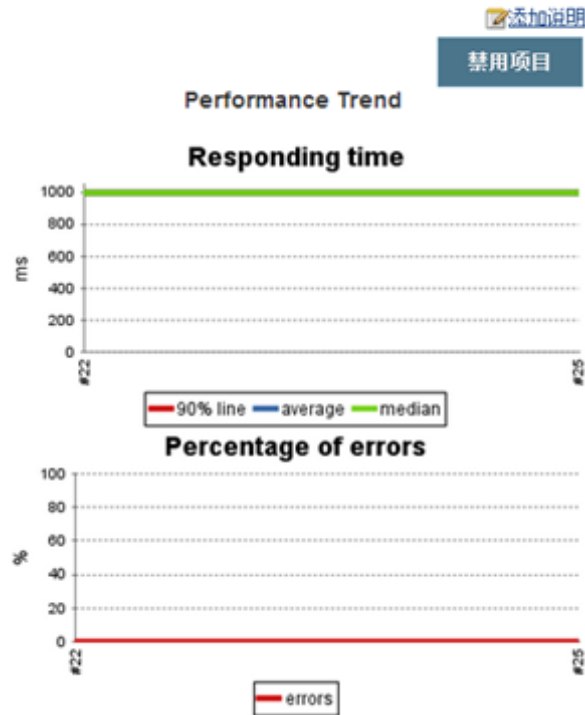 添加说明
禁用项目
Performance Trend
Responding time
1000
800
600
400
200
0
ms
#22
#25
90% line average median
Percentage of errors
100
80
60
40
20
0
%
#22
#25
errors